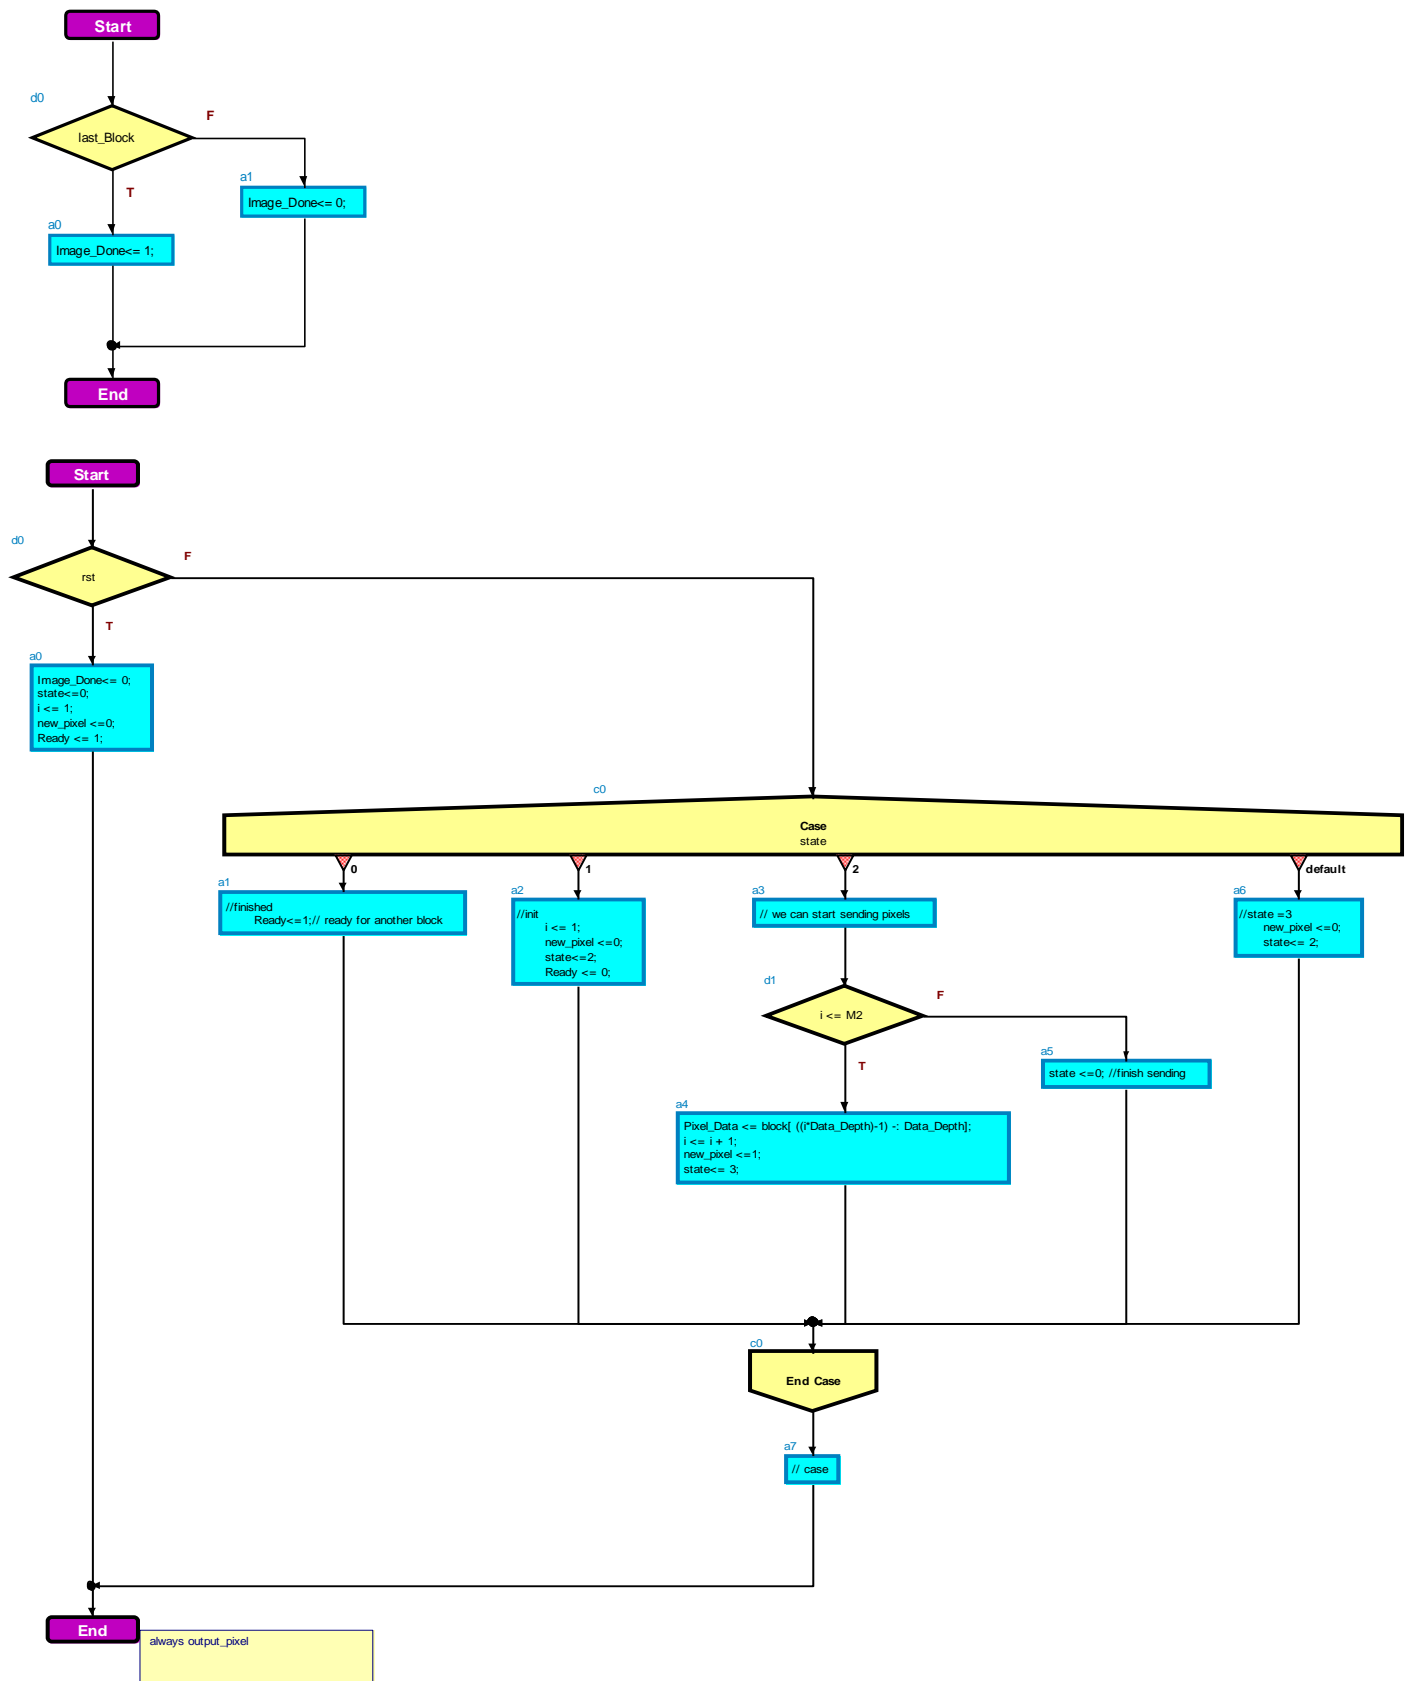 Start
d0
last_Block
F
T
a1
Image_Done<= 0;
a0
Image_Done<= 1;
End
Start
d0
rst
F
T
a0
Image_Done<= 0;
state<=0;
i <= 1;
new_pixel <=0;
Ready <= 1;
c0
Case
state
0
1
2
default
a1
//finished
Ready<=1;// ready for another block
a2
//init
i <= 1;
new_pixel <=0;
state<=2;
Ready <= 0;
a3
// we can start sending pixels
a6
//state =3
new_pixel <=0;
state<= 2;
d1
i <= M2
F
T
a5
state <=0; //finish sending
a4
Pixel_Data <= block[ ((i*Data_Depth)-1) -: Data_Depth];
i <= i + 1;
new_pixel <=1;
state<= 3;
c0
End Case
a7
// case
End
always output_pixel